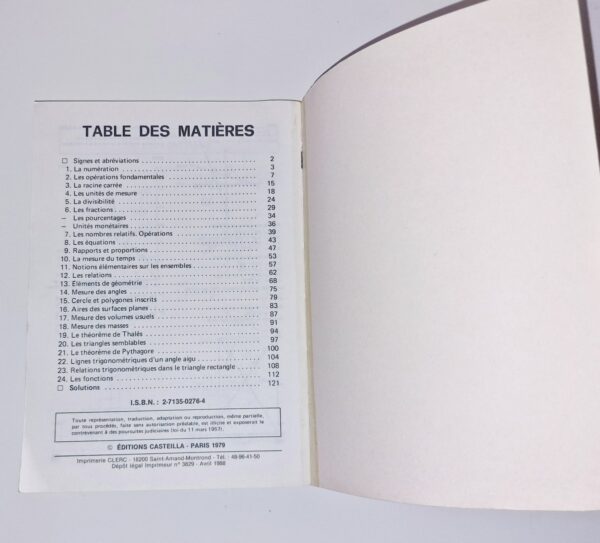 TABLE DES MATIÈRES
□ Signes et abréviations .......... 2
1. La numération .......... 3
2. Les opérations fondamentales .......... 7
3. La racine carrée .......... 15
4. Les unités de mesure .......... 18
5. La divisibilité .......... 24
6. Les fractions .......... 29
– Les pourcentages .......... 34
– Unités monétaires .......... 36
7. Les nombres relatifs. Opérations .......... 39
8. Les équations .......... 43
9. Rapports et proportions .......... 47
10. La mesure du temps .......... 53
11. Notions élémentaires sur les ensembles .......... 57
12. Les relations .......... 62
13. Eléments de géométrie .......... 68
14. Mesure des angles .......... 75
15. Cercle et polygones inscrits .......... 79
16. Aires des surfaces planes .......... 83
17. Mesure des volumes usuels .......... 87
18. Mesure des masses .......... 91
19. Le théorème de Thalès .......... 94
20. Les triangles semblables .......... 97
21. Le théorème de Pythagore .......... 100
22. Lignes trigonométriques d'un angle aigu .......... 104
23. Relations trigonométriques dans le triangle rectangle .......... 108
24. Les fonctions .......... 112
□ Solutions .......... 121
I.S.B.N. : 2-7135-0276-4
Toute représentation, traduction, adaptation ou reproduction, même partielle,
par tous procédés, faite sans autorisation préalable, est illicite et exposerait le
contrevenant à des poursuites judiciaires (loi du 11 mars 1957).
© ÉDITIONS CASTEILLA - PARIS 1979
Imprimerie CLERC - 18200 Saint-Amand-Montrond - Tél. : 48-96-41-50
Dépôt légal Imprimeur n° 3829 - Avril 1988